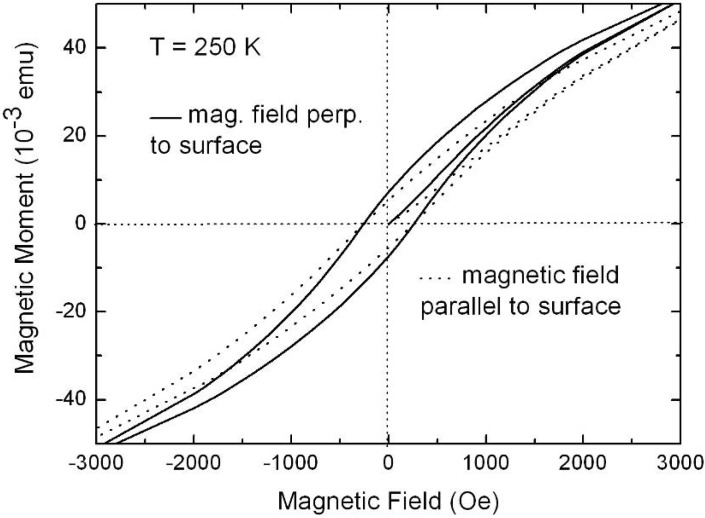 T = 250 K
mag. field perp.
to surface
magnetic field
parallel to surface
40
20
0
-20
-40
-3000 -2000 -1000 0 1000 2000 3000
Magnetic Field (Oe)
Magnetic Moment (10⁻³ emu)